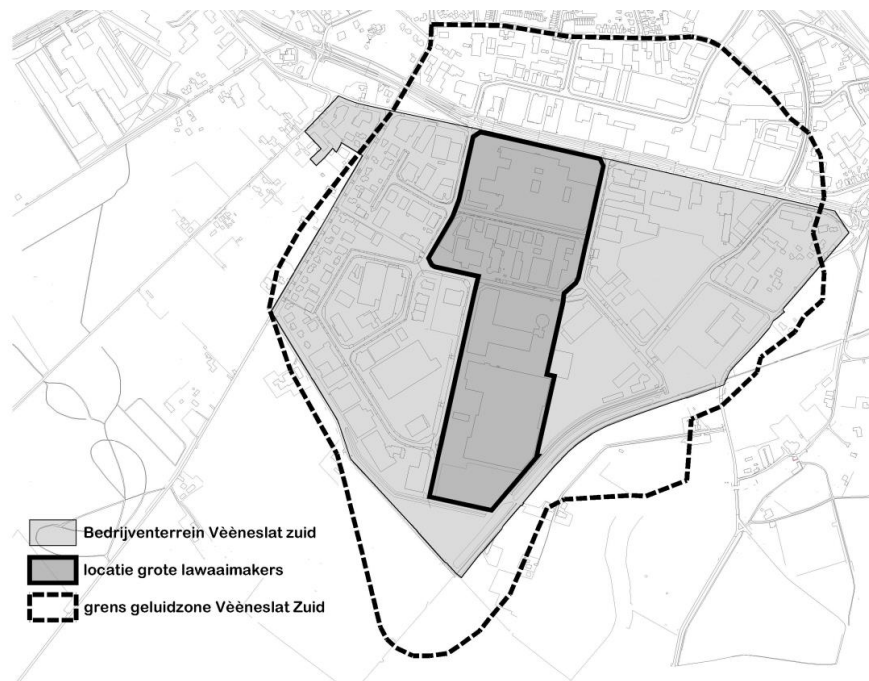 Bedrijventerrein Vèèneslat zuid
locatie grote lawaaimakers
grens geluidzone Vèèneslat Zuid